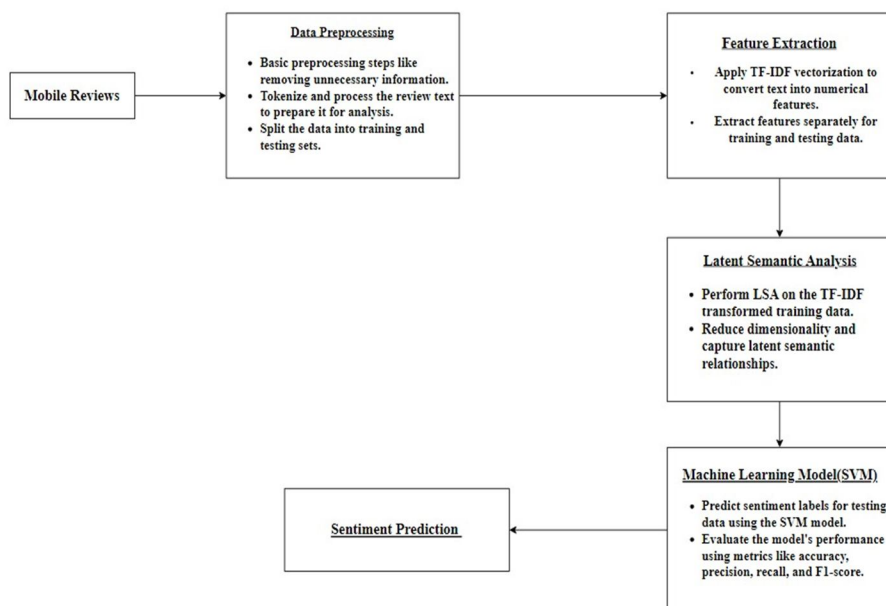 Mobile Reviews
Data Preprocessing
• Basic preprocessing steps like
removing unnecessary information.
• Tokenize and process the review text
to prepare it for analysis.
• Split the data into training and
testing sets.
Feature Extraction
• Apply TF-IDF vectorization to
convert text into numerical
features.
• Extract features separately for
training and testing data.
Latent Semantic Analysis
• Perform LSA on the TF-IDF
transformed training data.
• Reduce dimensionality and
capture latent semantic
relationships.
Machine Learning Model(SVM)
• Predict sentiment labels for testing
data using the SVM model.
• Evaluate the model's performance
using metrics like accuracy,
precision, recall, and F1-score.
Sentiment Prediction